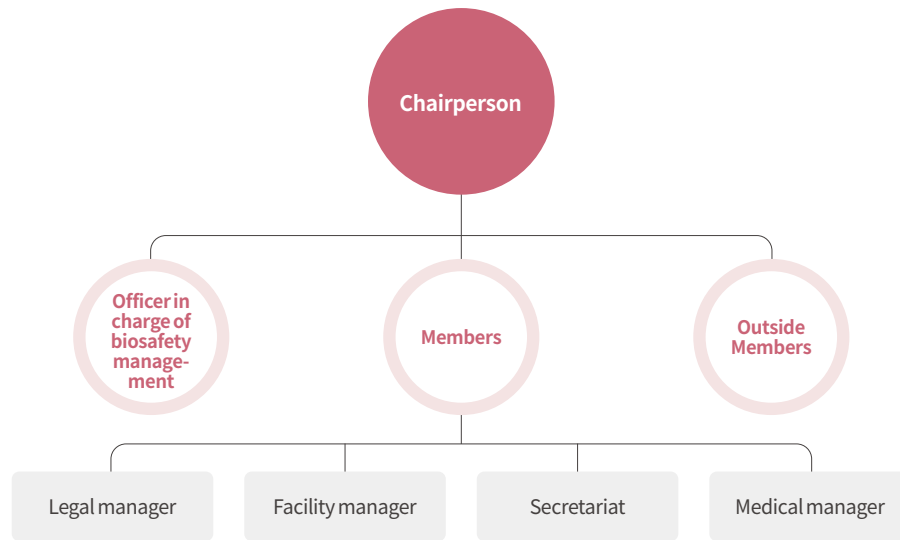 Chairperson
Officer in
charge of
biosafety
manage-
ment
Members
Outside
Members
Legal manager
Facility manager
Secretariat
Medical manager